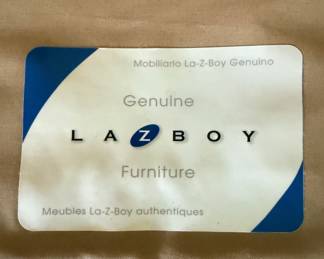 Mobiliario La-Z-Boy Genuino
Genuine
LAZBOY
Furniture
Meubles La-Z-Boy authentiques